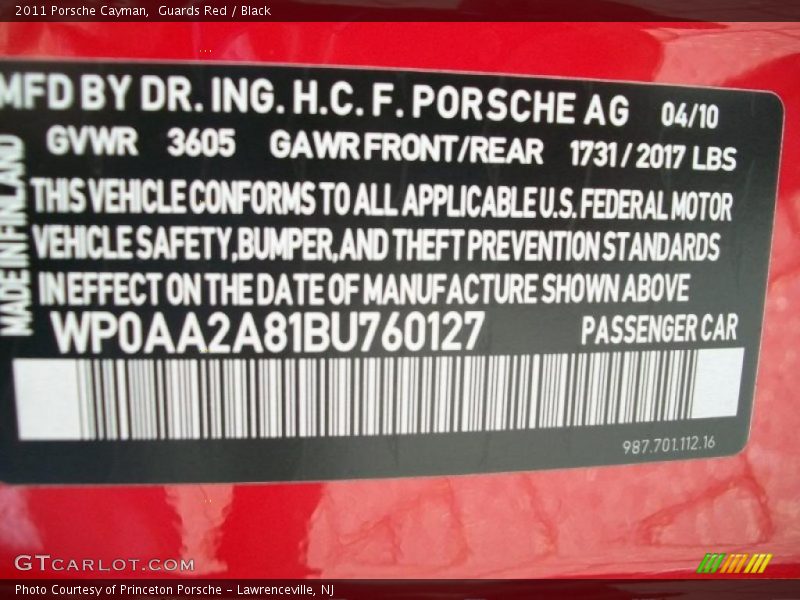 2011 Porsche Cayman,  Guards Red / Black
MFD BY DR. ING. H.C. F. PORSCHE AG 04/10
GVWR 3605 GAWR FRONT/REAR 1731/2017 LBS
THIS VEHICLE CONFORMS TO ALL APPLICABLE U.S. FEDERAL MOTOR
VEHICLE SAFETY, BUMPER, AND THEFT PREVENTION STANDARDS
IN EFFECT ON THE DATE OF MANUFACTURE SHOWN ABOVE
WP0AA2A81BU760127 PASSENGER CAR
MADE IN FINLAND
987.701.112.16
GTCARLOT.COM
Photo Courtesy of Princeton Porsche - Lawrenceville, NJ